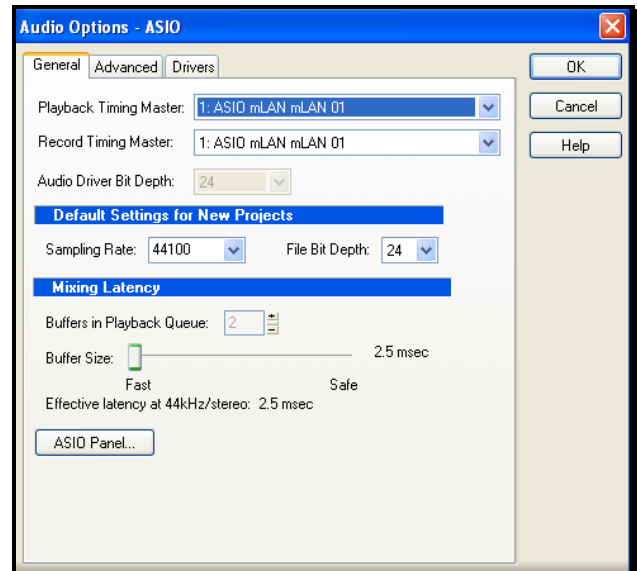 Audio Options - ASIO
General Advanced Drivers
OK
Playback Timing Master: 1: ASIO mLAN mLAN 01
Cancel
Record Timing Master: 1: ASIO mLAN mLAN 01
Help
Audio Driver Bit Depth: 24
Default Settings for New Projects
Sampling Rate: 44100 File Bit Depth: 24
Mixing Latency
Buffers in Playback Queue: 2
Buffer Size: 2.5 msec
Fast Safe
Effective latency at 44kHz/stereo: 2.5 msec
ASIO Panel...